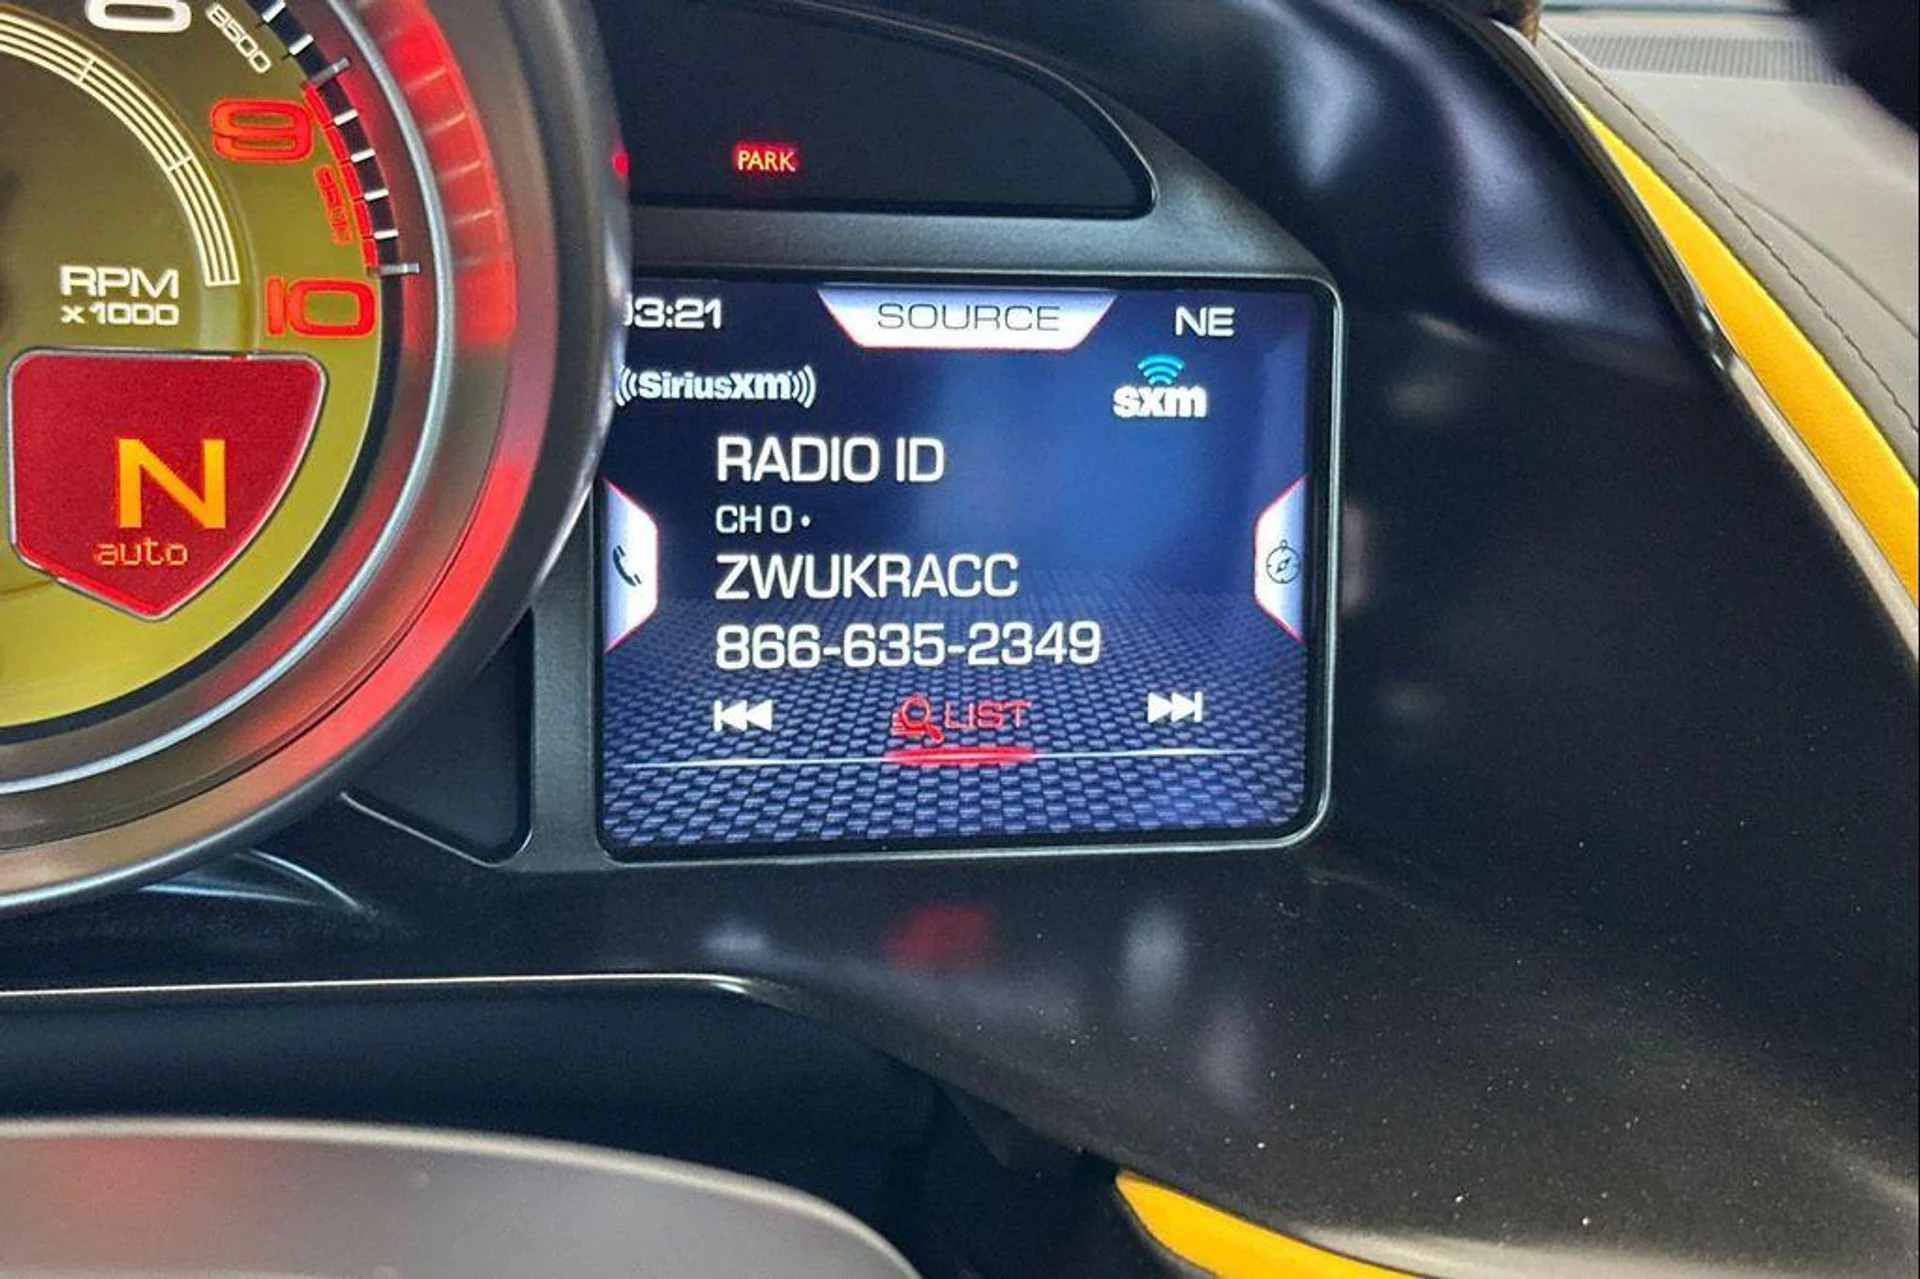 8500
9
10
RPM
x1000
N
auto
PARK
3:21
SOURCE
NE
SiriusXM
sxm
RADIO ID
CH 0 •
ZWUKRACC
866-635-2349
LIST